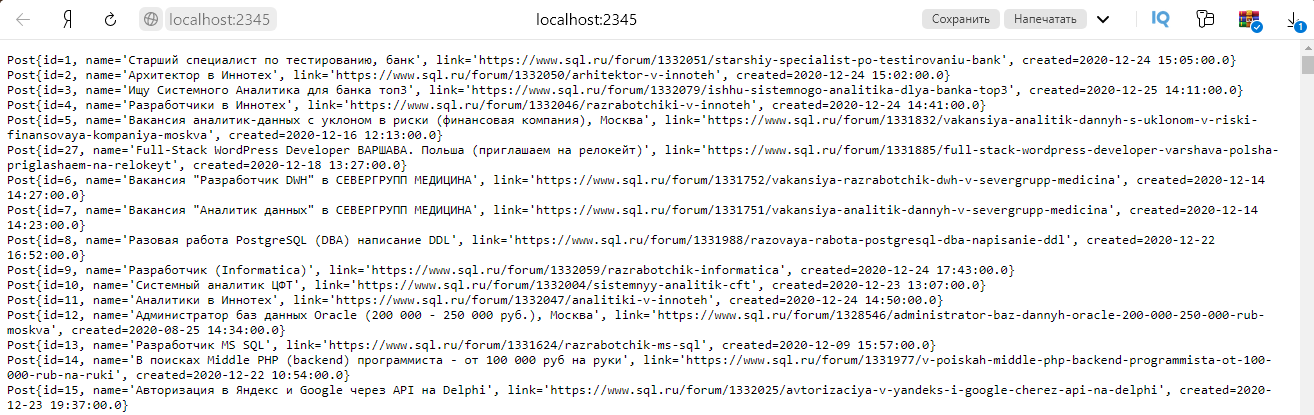 Я localhost:2345 localhost:2345 Сохранить Напечатать IQ 1
Post{id=1, name='Старший специалист по тестированию, банк', link='https://www.sql.ru/forum/1332051/starshiy-specialist-po-testirovaniu-bank', created=2020-12-24 15:05:00.0}
Post{id=2, name='Архитектор в Иннотех', link='https://www.sql.ru/forum/1332050/arhitektor-v-innoteh', created=2020-12-24 15:02:00.0}
Post{id=3, name='Ищу Системного Аналитика для банка топ3', link='https://www.sql.ru/forum/1332079/ishhu-sistemnogo-analitika-dlya-banka-top3', created=2020-12-25 14:11:00.0}
Post{id=4, name='Разработчики в Иннотех', link='https://www.sql.ru/forum/1332046/razrabotchiki-v-innoteh', created=2020-12-24 14:41:00.0}
Post{id=5, name='Вакансия аналитик-данных с уклоном в риски (финансовая компания), Москва', link='https://www.sql.ru/forum/1331832/vakansiya-analitik-dannyh-s-uklonom-v-riski-
finansovaya-kompaniya-moskva', created=2020-12-16 12:13:00.0}
Post{id=27, name='Full-Stack WordPress Developer ВАРШАВА. Польша (приглашаем на релокейт)', link='https://www.sql.ru/forum/1331885/full-stack-wordpress-developer-varshava-polsha-
priglashaem-na-relokeyt', created=2020-12-18 13:27:00.0}
Post{id=6, name='Вакансия "Разработчик DWH" в СЕВЕРГРУПП МЕДИЦИНА', link='https://www.sql.ru/forum/1331752/vakansiya-razrabotchik-dwh-v-severgrupp-medicina', created=2020-12-14
14:27:00.0}
Post{id=7, name='Вакансия "Аналитик данных" в СЕВЕРГРУПП МЕДИЦИНА', link='https://www.sql.ru/forum/1331751/vakansiya-analitik-dannyh-v-severgrupp-medicina', created=2020-12-14
14:23:00.0}
Post{id=8, name='Разовая работа PostgreSQL (DBA) написание DDL', link='https://www.sql.ru/forum/1331988/razovaya-rabota-postgresql-dba-napisanie-ddl', created=2020-12-22
16:52:00.0}
Post{id=9, name='Разработчик (Informatica)', link='https://www.sql.ru/forum/1332059/razrabotchik-informatica', created=2020-12-24 17:43:00.0}
Post{id=10, name='Системный аналитик ЦФТ', link='https://www.sql.ru/forum/1332004/sistemnyy-analitik-cft', created=2020-12-23 13:07:00.0}
Post{id=11, name='Аналитики в Иннотех', link='https://www.sql.ru/forum/1332047/analitiki-v-innoteh', created=2020-12-24 14:50:00.0}
Post{id=12, name='Администратор баз данных Oracle (200 000 - 250 000 руб.), Москва', link='https://www.sql.ru/forum/1328546/administrator-baz-dannyh-oracle-200-000-250-000-rub-
moskva', created=2020-08-25 14:34:00.0}
Post{id=13, name='Разработчик MS SQL', link='https://www.sql.ru/forum/1331624/razrabotchik-ms-sql', created=2020-12-09 15:57:00.0}
Post{id=14, name='В поисках Middle PHP (backend) программиста - от 100 000 руб на руки', link='https://www.sql.ru/forum/1331977/v-poiskah-middle-php-backend-programmista-ot-100-
000-rub-na-ruki', created=2020-12-22 10:54:00.0}
Post{id=15, name='Авторизация в Яндекс и Google через API на Delphi', link='https://www.sql.ru/forum/1332025/avtorizaciya-v-yandeks-i-google-cherez-api-na-delphi', created=2020-
12-23 19:37:00.0}